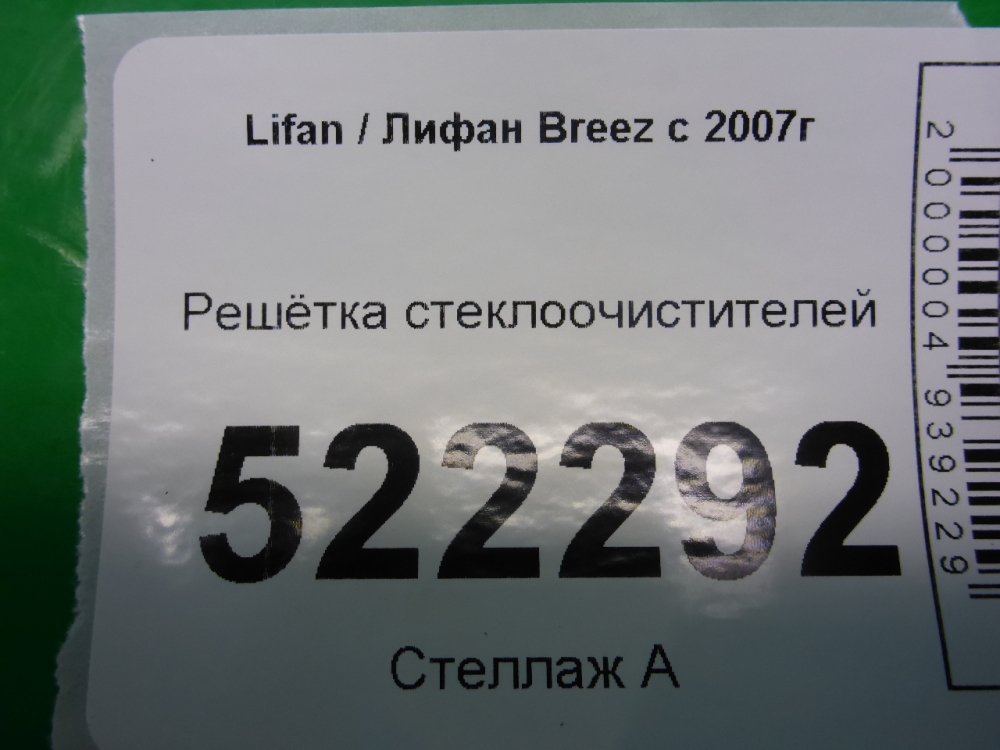 Lifan / Лифан Breez с 2007г
Решётка стеклоочистителей
522292
Стеллаж А
2000004939229